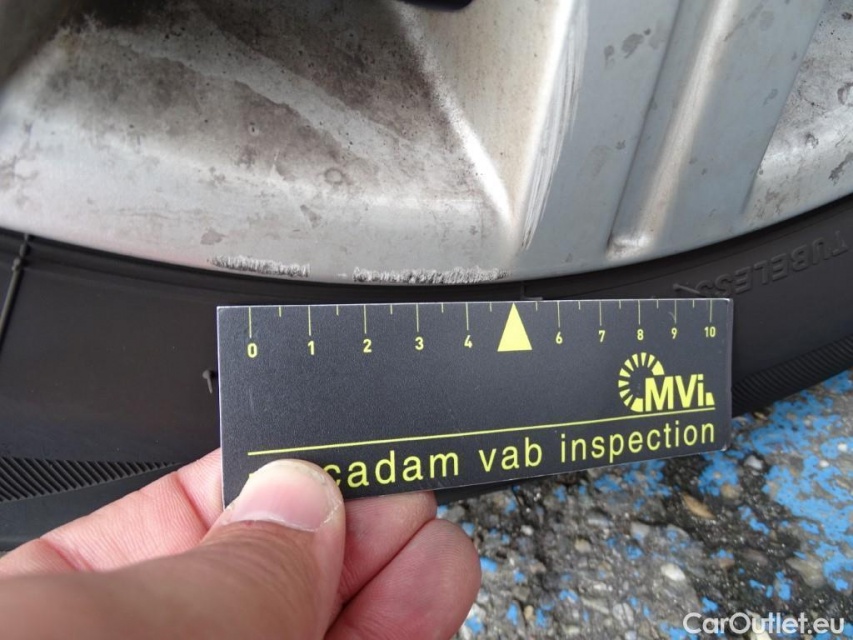 TUBELESS
0 1 2 3 4 6 7 8 9 10
MVi
cadam vab inspection
CarOutlet.eu